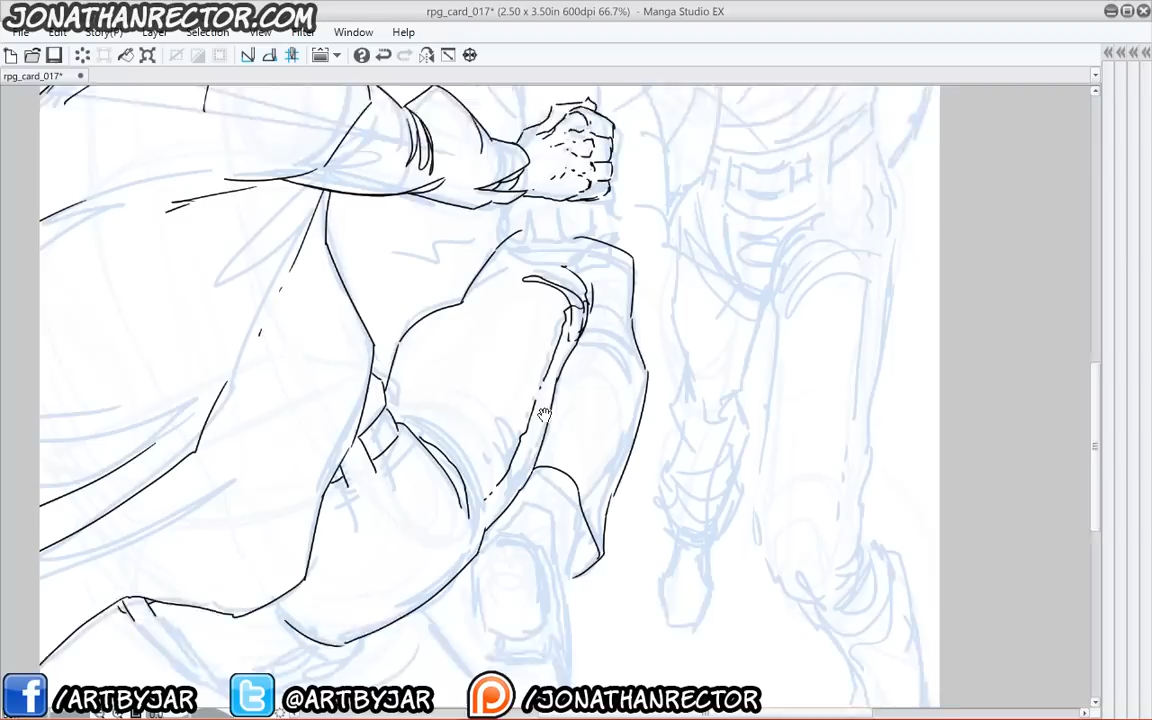 JONATHANRECTOR.COM
rpg_card_017* (2.50 x 3.50in 600dpi 66.7%) - Manga Studio EX
File Edit Story(P) Layer Selection View Filter Window Help
rpg_card_017*
/ARTBYJAR @ARTBYJAR /JONATHANRECTOR